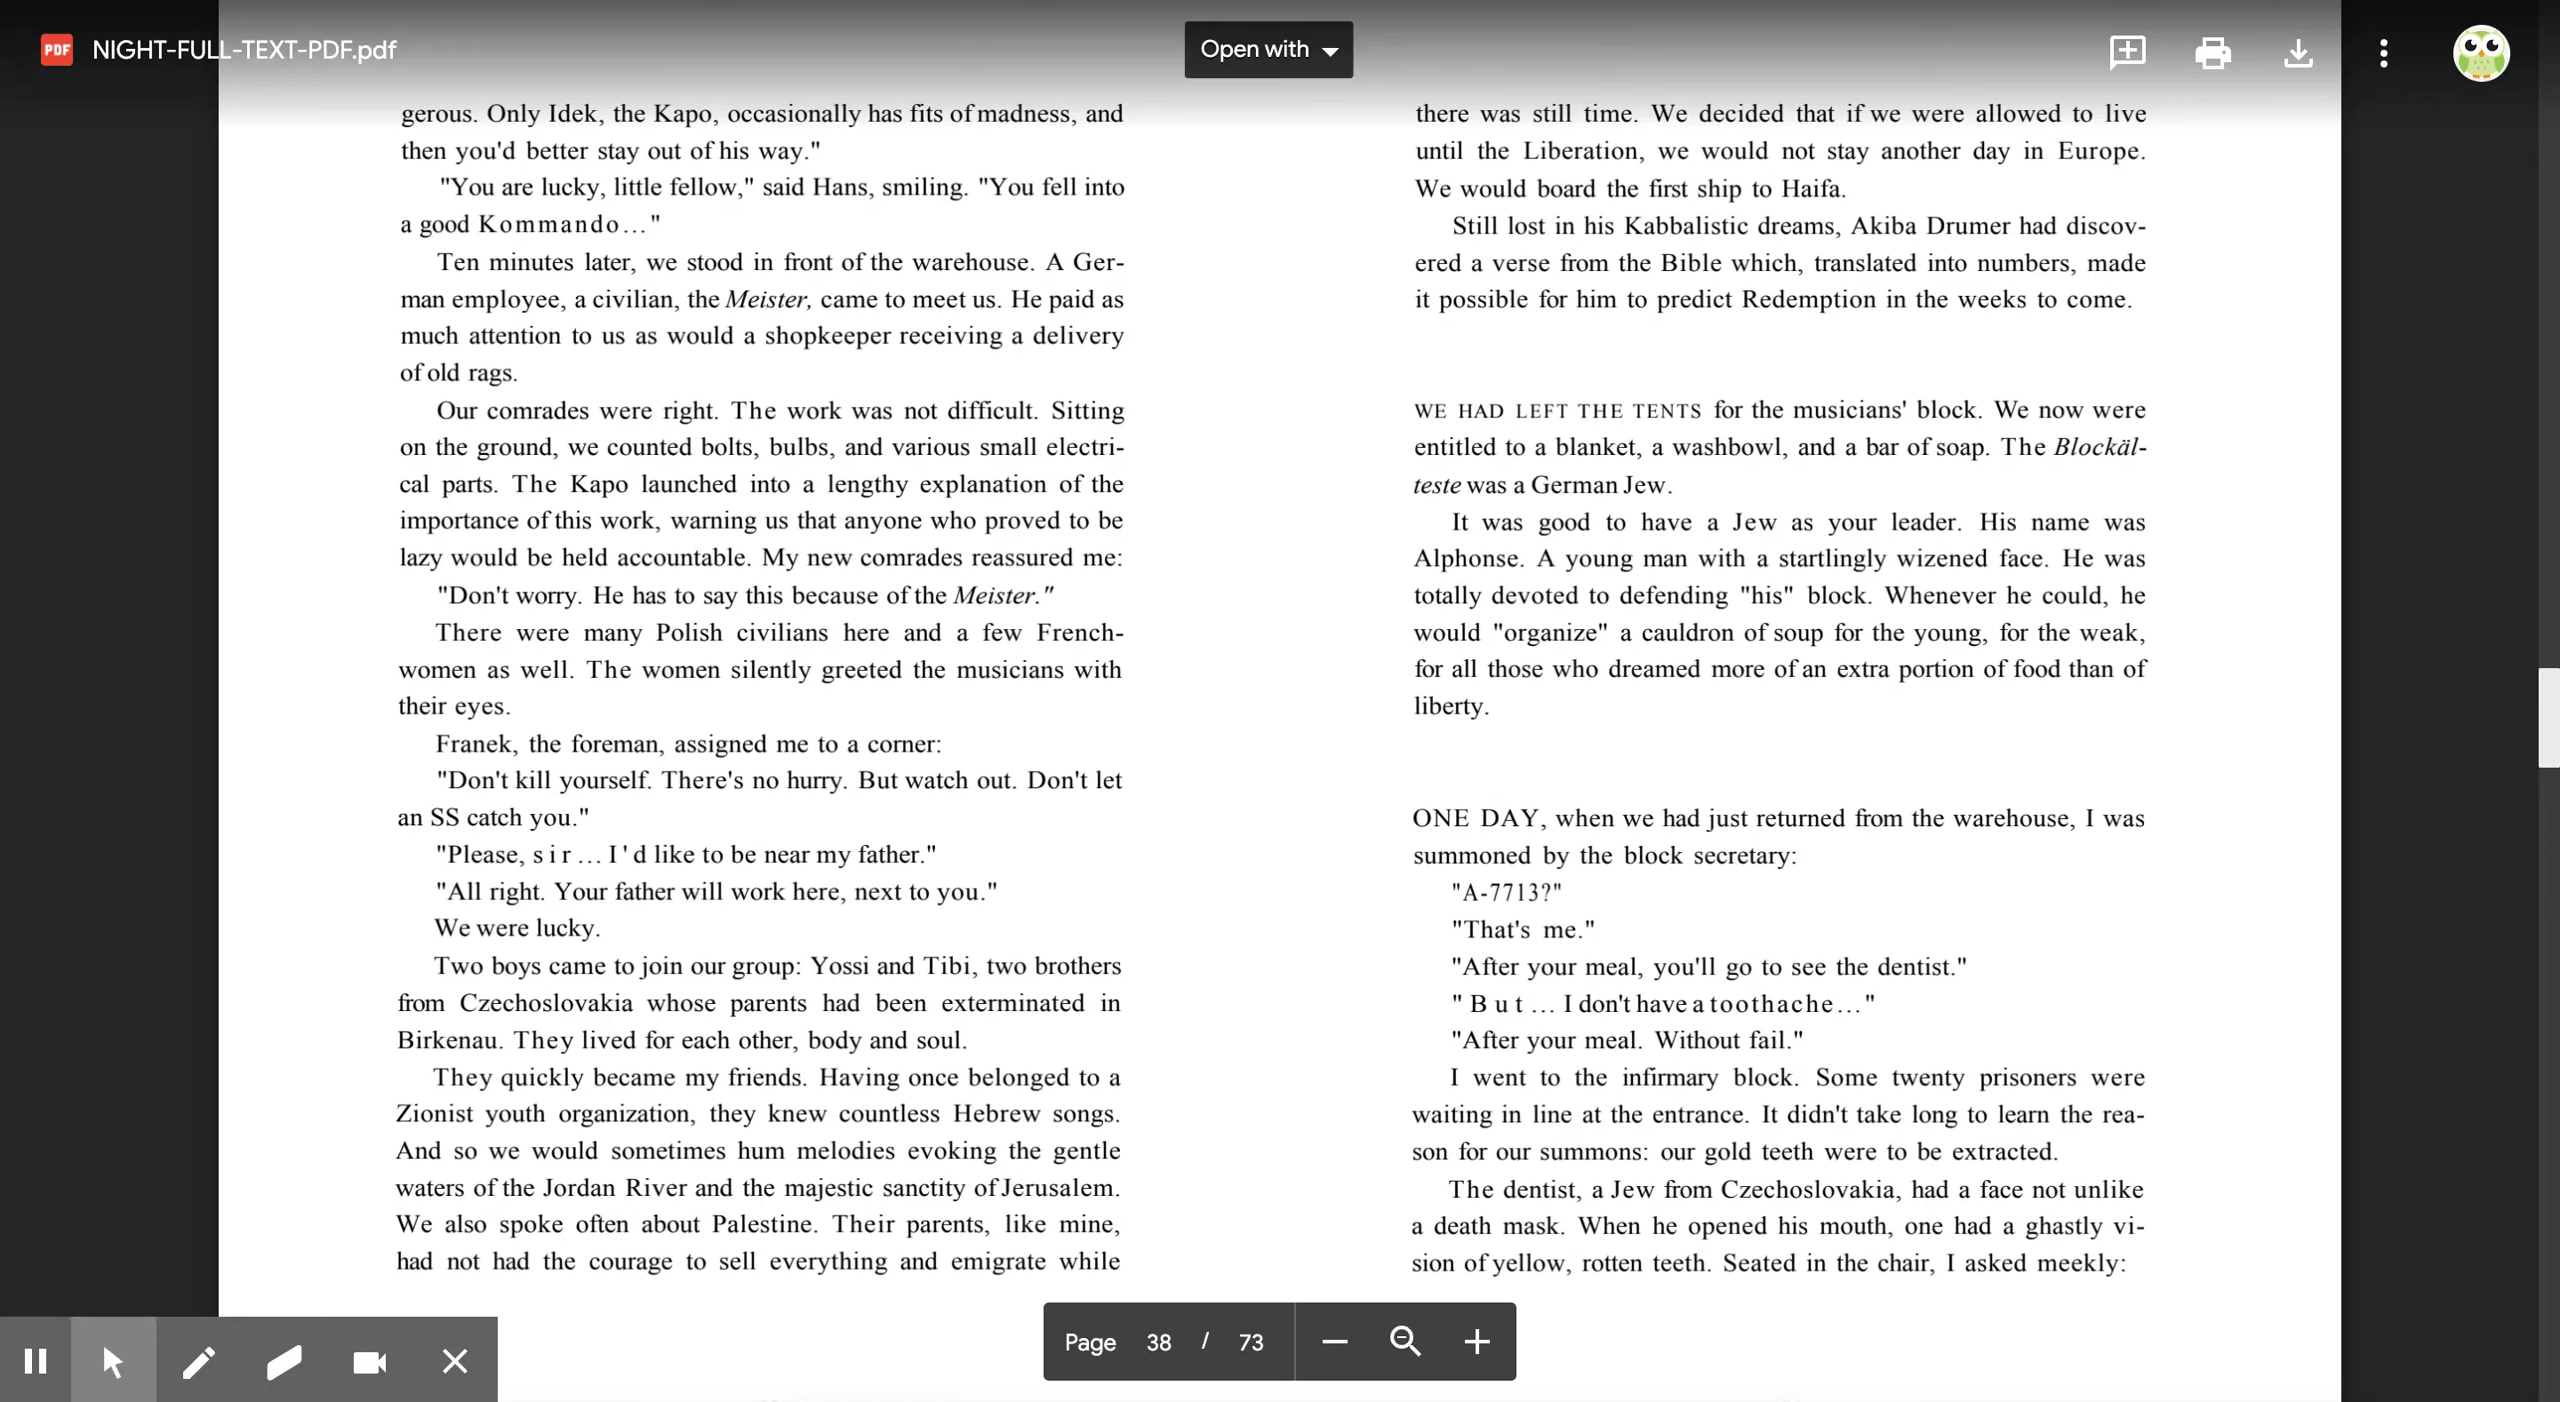 PDF NIGHT-FULL-TEXT-PDF.pdf
Open with
gerous. Only Idek, the Kapo, occasionally has fits of madness, and
then you'd better stay out of his way."
"You are lucky, little fellow," said Hans, smiling. "You fell into
a good Kommando..."
Ten minutes later, we stood in front of the warehouse. A Ger-
man employee, a civilian, the Meister, came to meet us. He paid as
much attention to us as would a shopkeeper receiving a delivery
of old rags.
Our comrades were right. The work was not difficult. Sitting
on the ground, we counted bolts, bulbs, and various small electri-
cal parts. The Kapo launched into a lengthy explanation of the
importance of this work, warning us that anyone who proved to be
lazy would be held accountable. My new comrades reassured me:
"Don't worry. He has to say this because of the Meister."
There were many Polish civilians here and a few French-
women as well. The women silently greeted the musicians with
their eyes.
Franek, the foreman, assigned me to a corner:
"Don't kill yourself. There's no hurry. But watch out. Don't let
an SS catch you."
"Please, sir... I'd like to be near my father."
"All right. Your father will work here, next to you."
We were lucky.
Two boys came to join our group: Yossi and Tibi, two brothers
from Czechoslovakia whose parents had been exterminated in
Birkenau. They lived for each other, body and soul.
They quickly became my friends. Having once belonged to a
Zionist youth organization, they knew countless Hebrew songs.
And so we would sometimes hum melodies evoking the gentle
waters of the Jordan River and the majestic sanctity of Jerusalem.
We also spoke often about Palestine. Their parents, like mine,
had not had the courage to sell everything and emigrate while
there was still time. We decided that if we were allowed to live
until the Liberation, we would not stay another day in Europe.
We would board the first ship to Haifa.
Still lost in his Kabbalistic dreams, Akiba Drumer had discov-
ered a verse from the Bible which, translated into numbers, made
it possible for him to predict Redemption in the weeks to come.
WE HAD LEFT THE TENTS for the musicians' block. We now were
entitled to a blanket, a washbowl, and a bar of soap. The Blockäl-
teste was a German Jew.
It was good to have a Jew as your leader. His name was
Alphonse. A young man with a startlingly wizened face. He was
totally devoted to defending "his" block. Whenever he could, he
would "organize" a cauldron of soup for the young, for the weak,
for all those who dreamed more of an extra portion of food than of
liberty.
ONE DAY, when we had just returned from the warehouse, I was
summoned by the block secretary:
"A-7713?"
"That's me."
"After your meal, you'll go to see the dentist."
"But... I don't have a toothache..."
"After your meal. Without fail."
I went to the infirmary block. Some twenty prisoners were
waiting in line at the entrance. It didn't take long to learn the rea-
son for our summons: our gold teeth were to be extracted.
The dentist, a Jew from Czechoslovakia, had a face not unlike
a death mask. When he opened his mouth, one had a ghastly vi-
sion of yellow, rotten teeth. Seated in the chair, I asked meekly:
Page 38 / 73